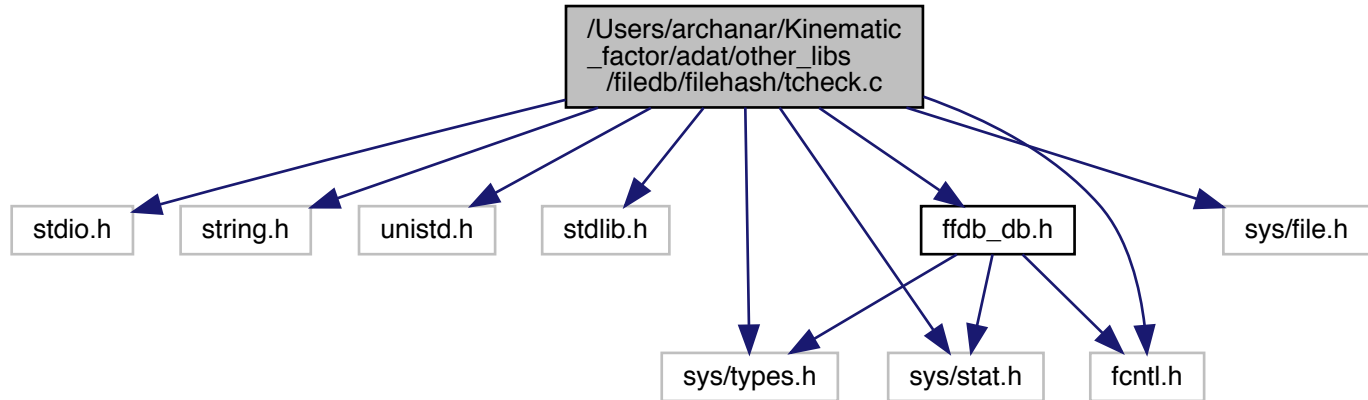 /Users/archanar/Kinematic
_factor/adat/other_libs
/filedb/filehash/tcheck.c
stdio.h
string.h
unistd.h
stdlib.h
ffdb_db.h
sys/file.h
sys/types.h
sys/stat.h
fcntl.h